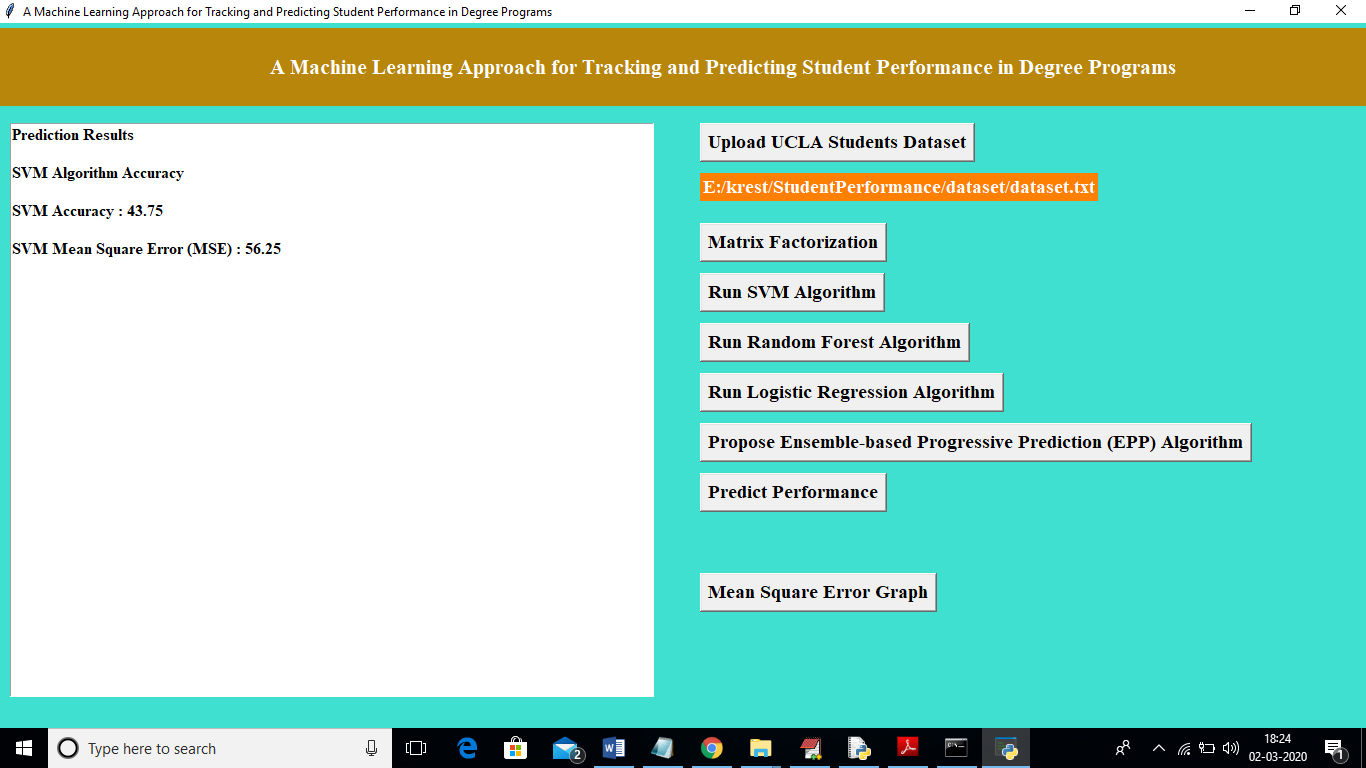 A Machine Learning Approach for Tracking and Predicting Student Performance in Degree Programs
A Machine Learning Approach for Tracking and Predicting Student Performance in Degree Programs
Prediction Results
SVM Algorithm Accuracy
SVM Accuracy : 43.75
SVM Mean Square Error (MSE) : 56.25
Upload UCLA Students Dataset
E:/krest/StudentPerformance/dataset/dataset.txt
Matrix Factorization
Run SVM Algorithm
Run Random Forest Algorithm
Run Logistic Regression Algorithm
Propose Ensemble-based Progressive Prediction (EPP) Algorithm
Predict Performance
Mean Square Error Graph
Type here to search
2
18:24
02-03-2020
1